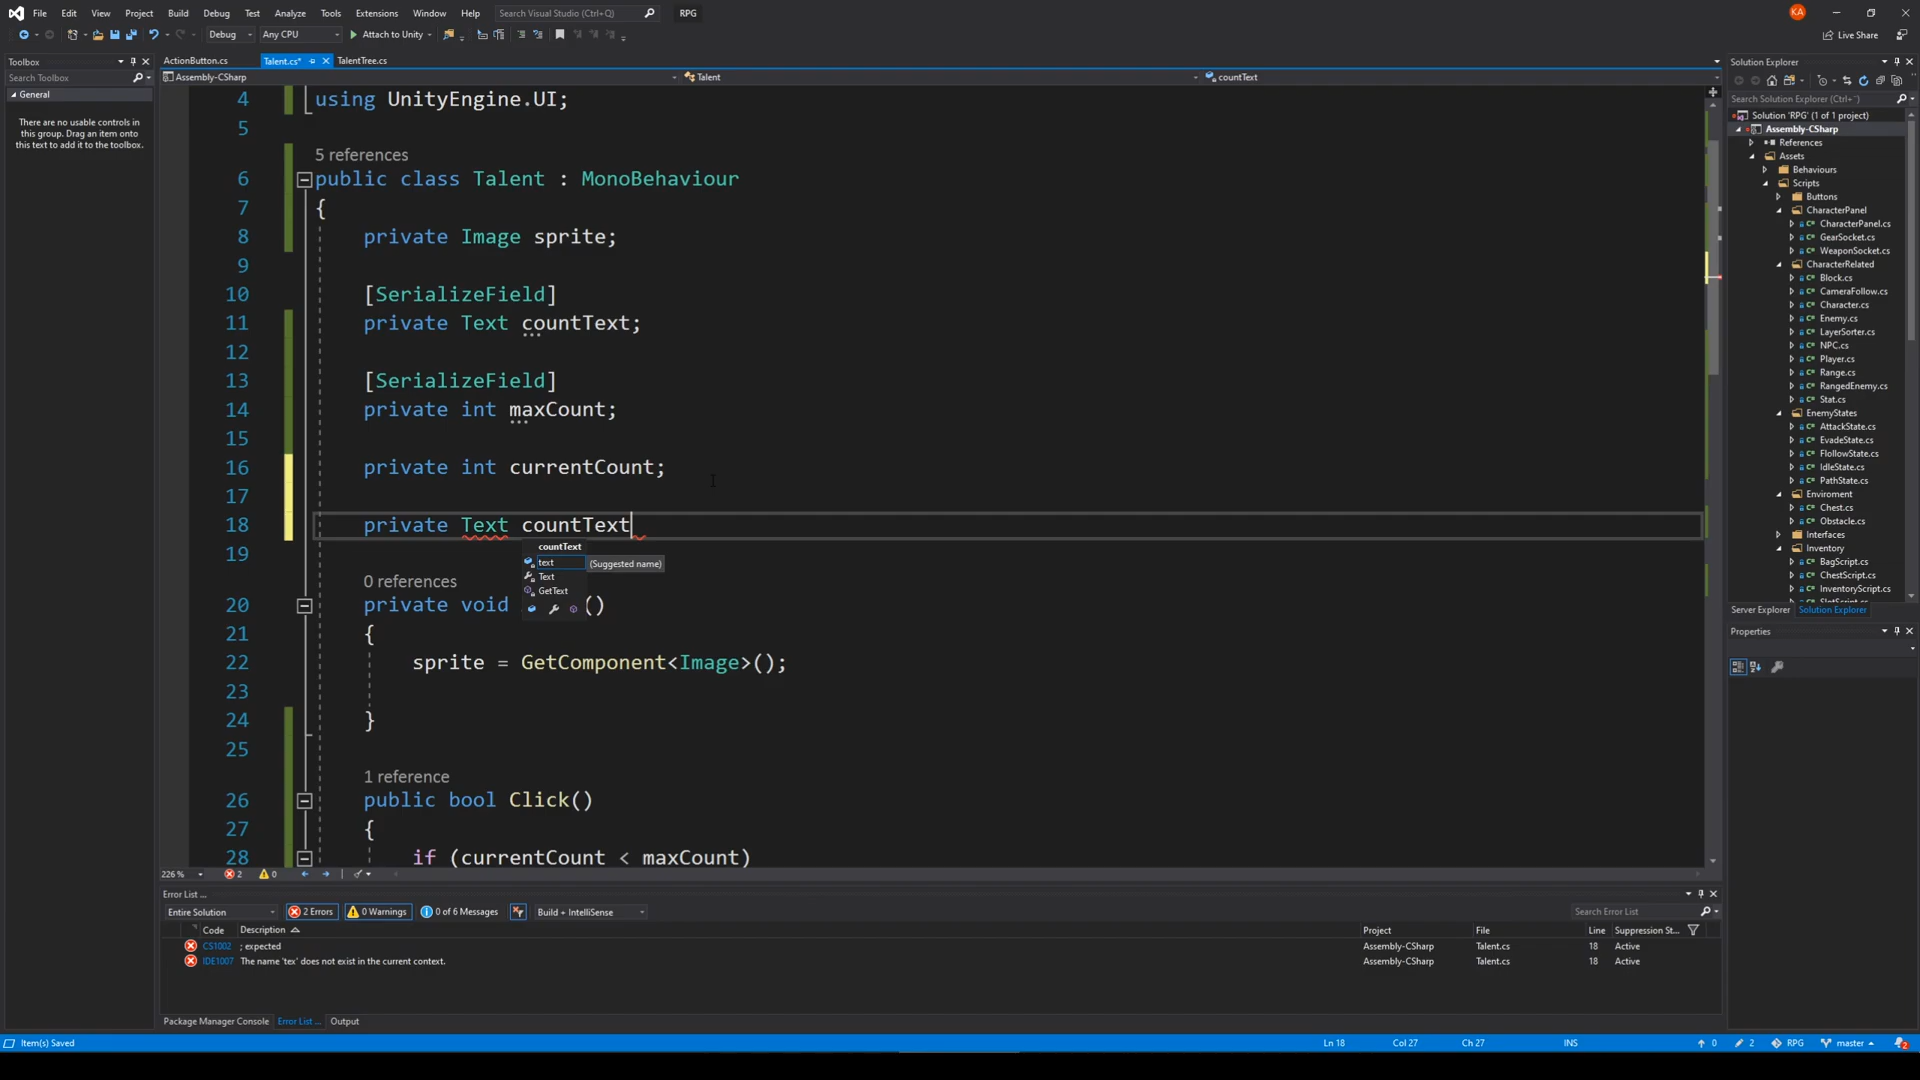 File Edit View Project Build Debug Test Analyze Tools Extensions Window Help Search Visual Studio (Ctrl+Q) RPG KA
Debug Any CPU Attach to Unity Live Share
Toolbox
Search Toolbox
General
There are no usable controls in
this group. Drag an item onto
this text to add it to the toolbox.
ActionButton.cs Talent.cs* TalentTree.cs
Assembly-CSharp Talent countText
4 using UnityEngine.UI;
5
5 references
6 public class Talent : MonoBehaviour
7 {
8 private Image sprite;
9
10 [SerializeField]
11 private Text countText;
12
13 [SerializeField]
14 private int maxCount;
15
16 private int currentCount;
17
18 private Text countText
countText
text (Suggested name)
Text
GetText
19
0 references
20 private void ()
21 {
22 sprite = GetComponent<Image>();
23
24 }
25
1 reference
26 public bool Click()
27 {
28 if (currentCount < maxCount)
226 % 2 0
Error List ...
Entire Solution 2 Errors 0 Warnings 0 of 6 Messages Build + IntelliSense Search Error List
Code Description Project File Line Suppression St...
CS1002 ; expected Assembly-CSharp Talent.cs 18 Active
IDE1007 The name 'tex' does not exist in the current context. Assembly-CSharp Talent.cs 18 Active
Package Manager Console Error List ... Output
Solution Explorer
Search Solution Explorer (Ctrl+¨)
Solution 'RPG' (1 of 1 project)
Assembly-CSharp
References
Assets
Behaviours
Scripts
Buttons
CharacterPanel
CharacterPanel.cs
GearSocket.cs
WeaponSocket.cs
CharacterRelated
Block.cs
CameraFollow.cs
Character.cs
Enemy.cs
LayerSorter.cs
NPC.cs
Player.cs
Range.cs
RangedEnemy.cs
Stat.cs
EnemyStates
AttackState.cs
EvadeState.cs
FlollowState.cs
IdleState.cs
PathState.cs
Enviroment
Chest.cs
Obstacle.cs
Interfaces
Inventory
BagScript.cs
ChestScript.cs
InventoryScript.cs
SlotScript.cs
Server Explorer Solution Explorer
Properties
Item(s) Saved Ln 18 Col 27 Ch 27 INS 0 2 RPG master 2